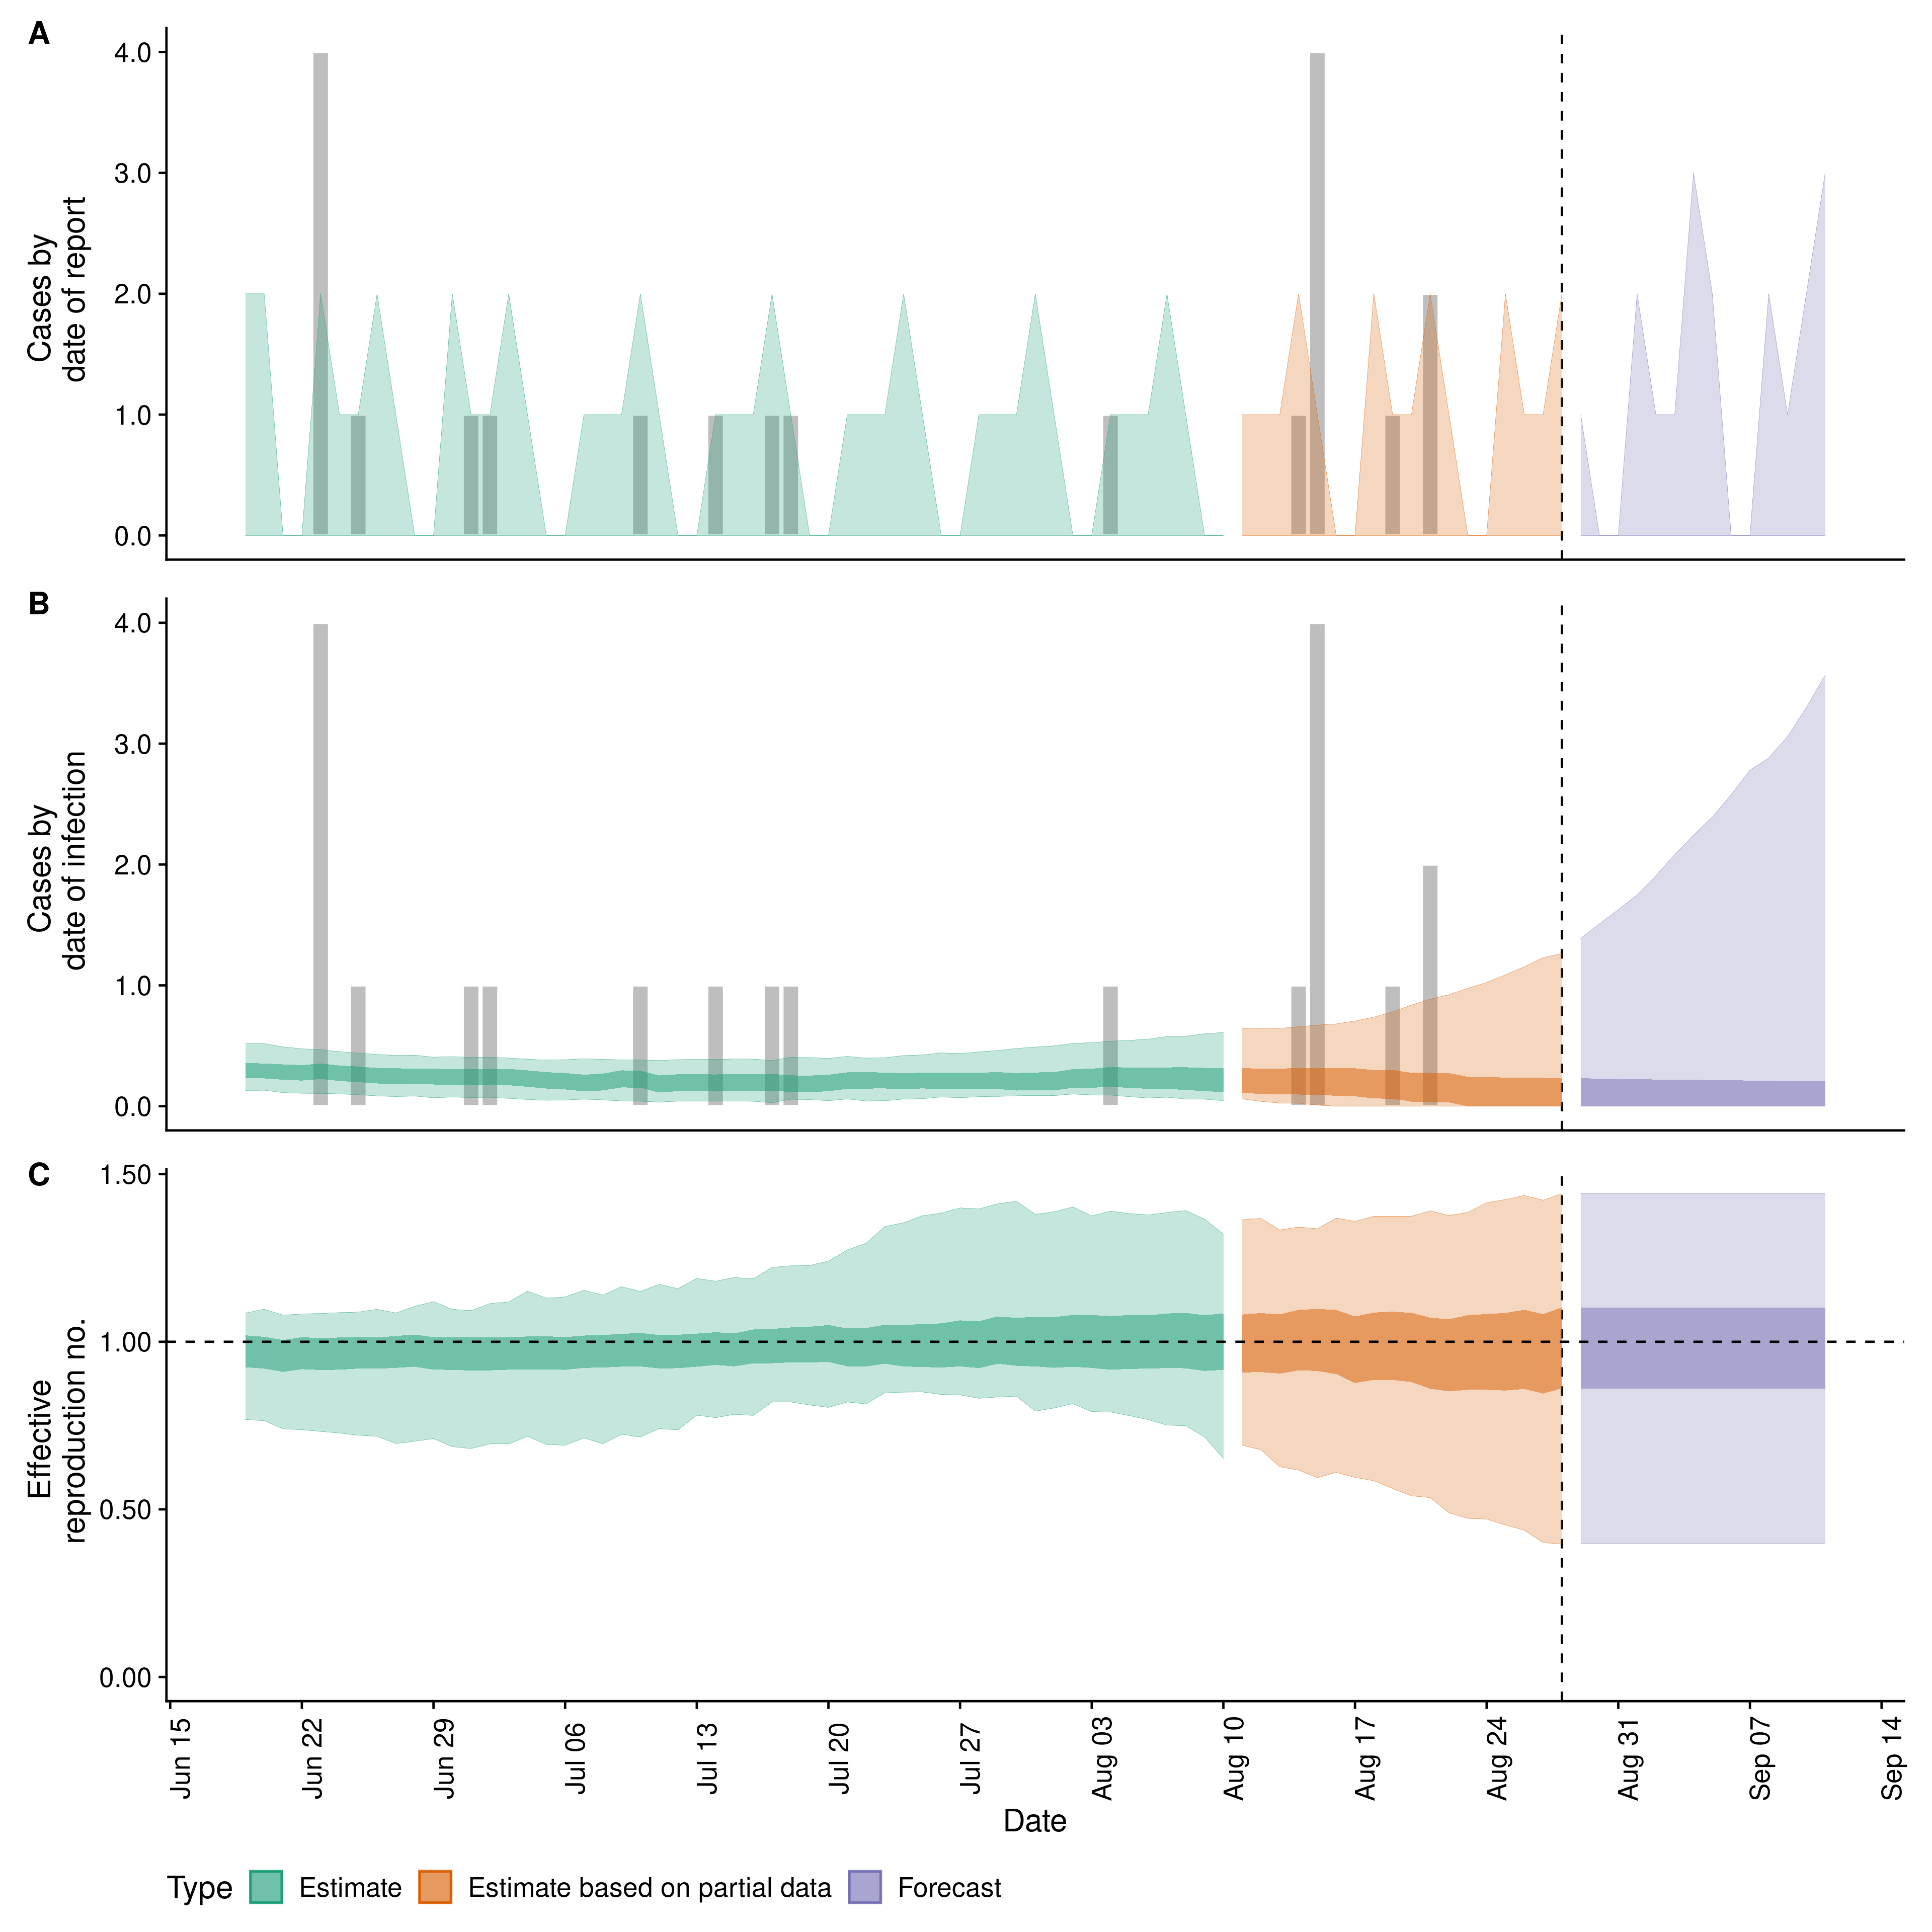 A
4.0
3.0
2.0
1.0
0.0
Cases by
date of report
B
4.0
3.0
2.0
1.0
0.0
Cases by
date of infection
C
1.50
1.00
0.50
0.00
Effective
reproduction no.
Jun 15
Jun 22
Jun 29
Jul 06
Jul 13
Jul 20
Jul 27
Aug 03
Aug 10
Aug 17
Aug 24
Aug 31
Sep 07
Sep 14
Date
Type Estimate Estimate based on partial data Forecast